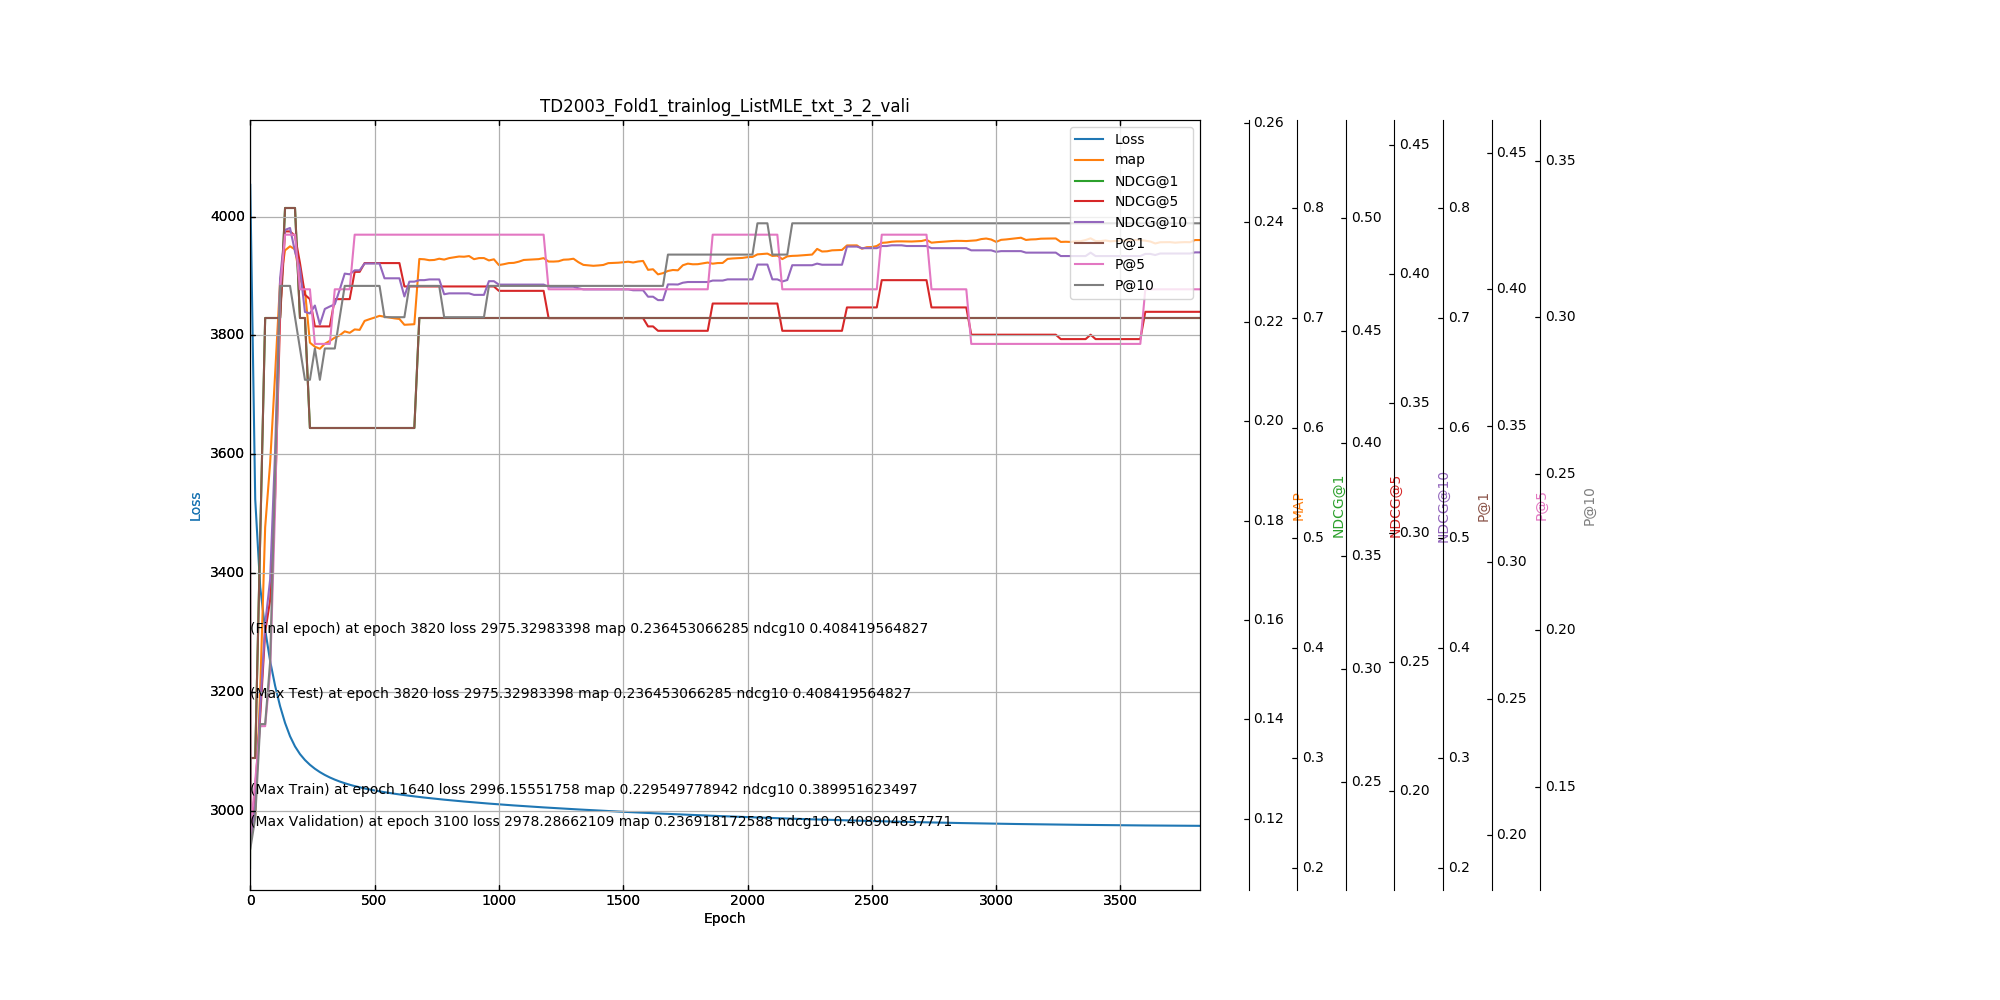 TD2003_Fold1_trainlog_ListMLE_txt_3_2_vali
Loss
map
NDCG@1
NDCG@5
NDCG@10
P@1
P@5
P@10
4000
3800
3600
3400
3200
3000
Loss
(Final epoch) at epoch 3820 loss 2975.32983398 map 0.236453066285 ndcg10 0.408419564827
(Max Test) at epoch 3820 loss 2975.32983398 map 0.236453066285 ndcg10 0.408419564827
(Max Train) at epoch 1640 loss 2996.15551758 map 0.229549778942 ndcg10 0.389951623497
(Max Validation) at epoch 3100 loss 2978.28662109 map 0.236918172588 ndcg10 0.408904857771
0 500 1000 1500 2000 2500 3000 3500
Epoch
0.26
0.24
0.22
0.20
0.18
0.16
0.14
0.12
MAP
0.8
0.7
0.6
0.5
0.4
0.3
0.2
NDCG@1
0.50
0.45
0.40
0.35
0.30
0.25
NDCG@5
0.45
0.40
0.35
0.30
0.25
0.20
NDCG@10
0.8
0.7
0.6
0.5
0.4
0.3
0.2
P@1
0.45
0.40
0.35
0.30
0.25
0.20
P@5
0.35
0.30
0.25
0.20
0.15
P@10